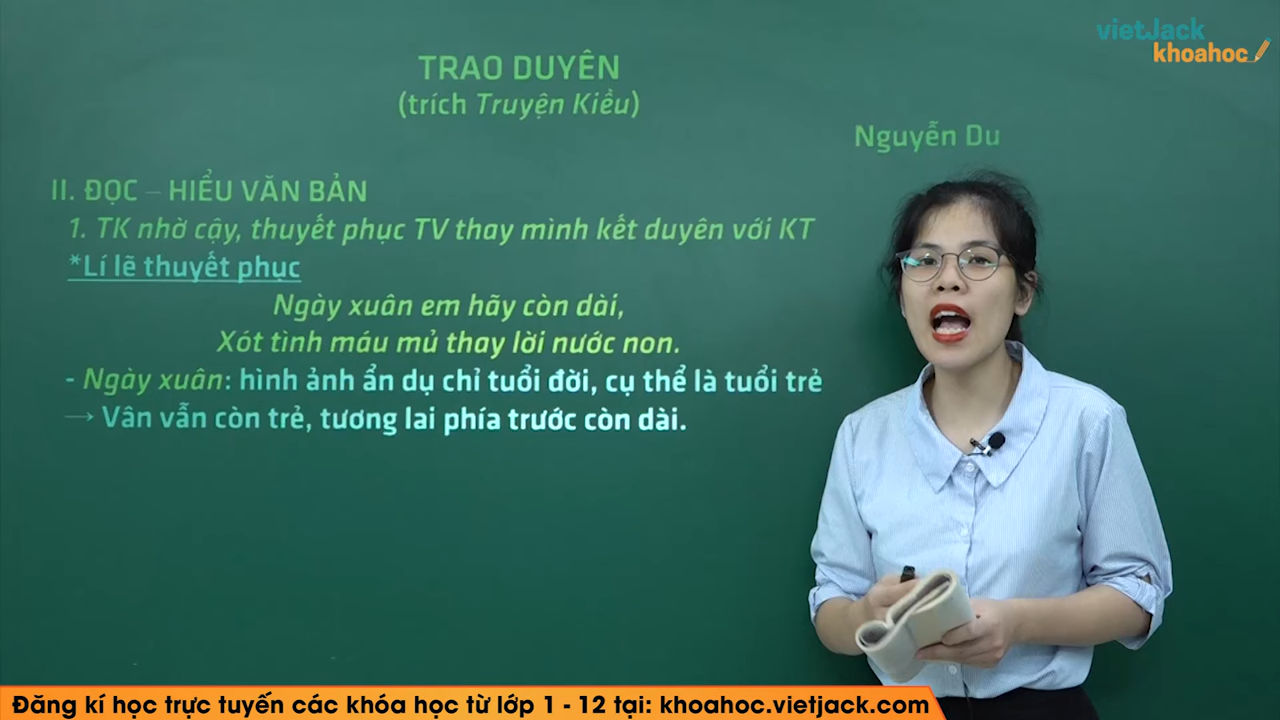 vietJack
khoahoc
TRAO DUYÊN
(trích Truyện Kiều)
Nguyễn Du
II. ĐỌC – HIỂU VĂN BẢN
1. TK nhờ cậy, thuyết phục TV thay mình kết duyên với KT
*Lí lẽ thuyết phục
Ngày xuân em hãy còn dài,
Xót tình máu mủ thay lời nước non.
- Ngày xuân: hình ảnh ẩn dụ chỉ tuổi đời, cụ thể là tuổi trẻ
→ Vân vẫn còn trẻ, tương lai phía trước còn dài.
Đăng kí học trực tuyến các khóa học từ lớp 1 - 12 tại: khoahoc.vietjack.com